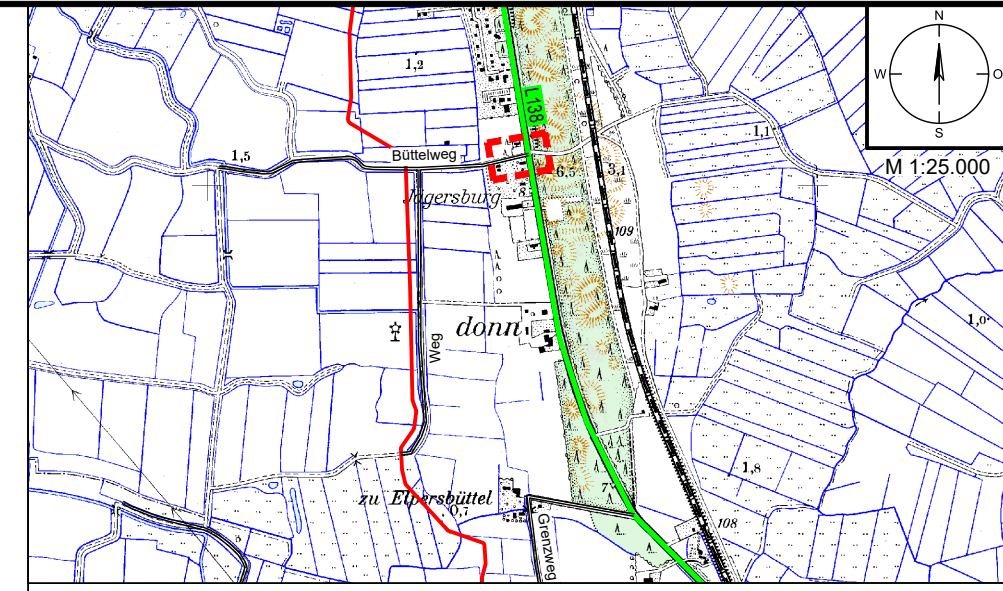 N
W O
S
M 1:25.000
1,2
L138
1,1
1,5
Büttelweg
6,5
3,1
Jägersburg
8
109
1,0
donn
Weg
1,8
zu Elpersbüttel
0,7
7
Grenzweg
108